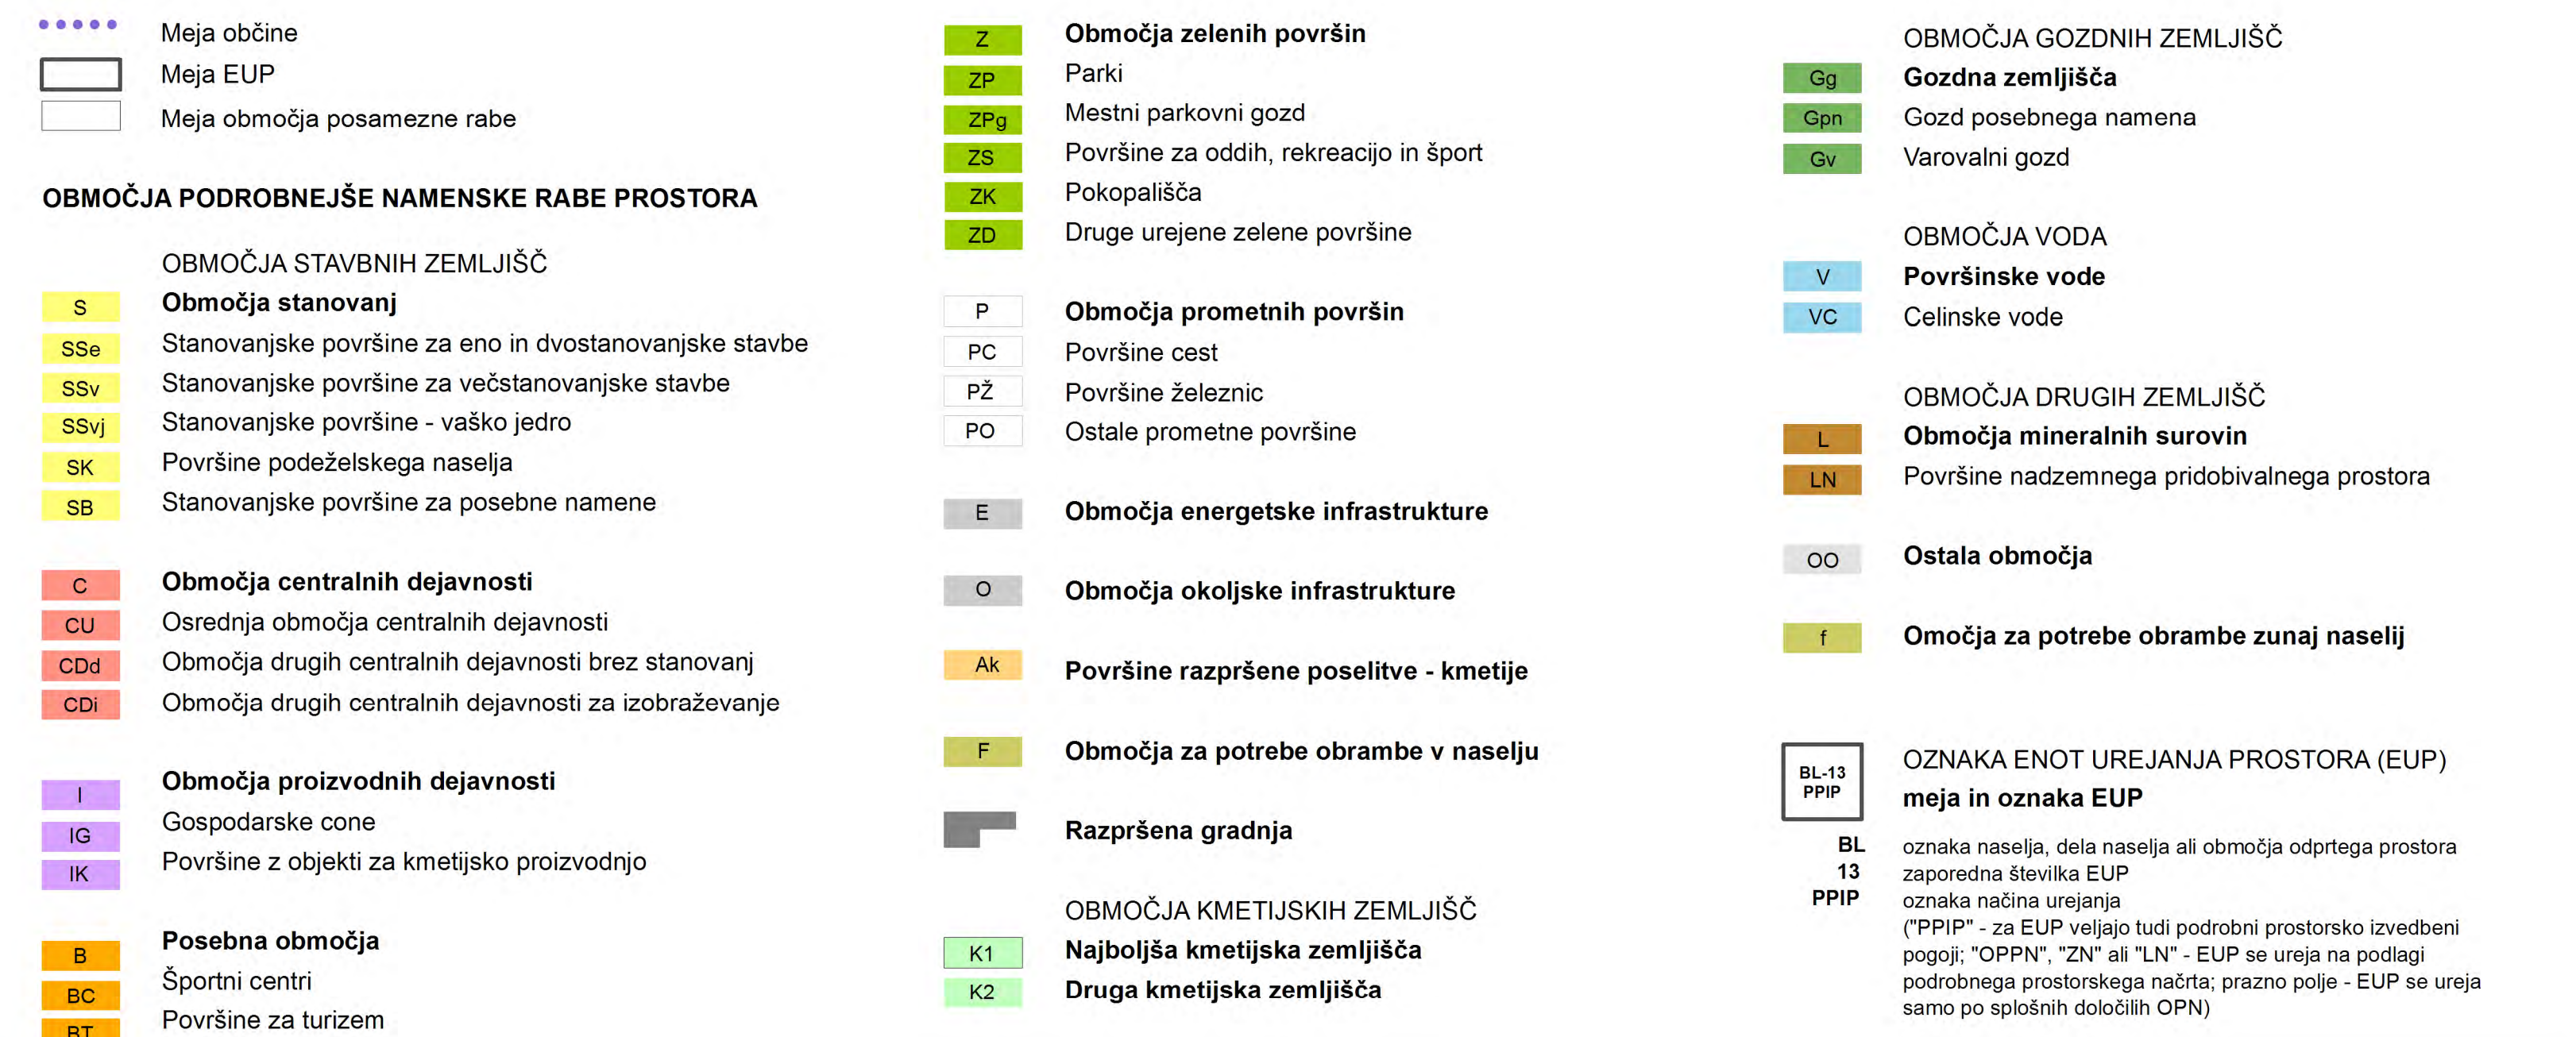 Meja občine
Meja EUP
Meja območja posamezne rabe
OBMOČJA PODROBNEJŠE NAMENSKE RABE PROSTORA
OBMOČJA STAVBNIH ZEMLJIŠČ
S Območja stanovanj
SSe Stanovanjske površine za eno in dvostanovanjske stavbe
SSv Stanovanjske površine za večstanovanjske stavbe
SSvj Stanovanjske površine - vaško jedro
SK Površine podeželskega naselja
SB Stanovanjske površine za posebne namene
C Območja centralnih dejavnosti
CU Osrednja območja centralnih dejavnosti
CDd Območja drugih centralnih dejavnosti brez stanovanj
CDi Območja drugih centralnih dejavnosti za izobraževanje
I Območja proizvodnih dejavnosti
IG Gospodarske cone
IK Površine z objekti za kmetijsko proizvodnjo
B Posebna območja
BC Športni centri
BT Površine za turizem
Z Območja zelenih površin
ZP Parki
ZPg Mestni parkovni gozd
ZS Površine za oddih, rekreacijo in šport
ZK Pokopališča
ZD Druge urejene zelene površine
P Območja prometnih površin
PC Površine cest
PŽ Površine železnic
PO Ostale prometne površine
E Območja energetske infrastrukture
O Območja okoljske infrastrukture
Ak Površine razpršene poselitve - kmetije
F Območja za potrebe obrambe v naselju
Razpršena gradnja
OBMOČJA KMETIJSKIH ZEMLJIŠČ
K1 Najboljša kmetijska zemljišča
K2 Druga kmetijska zemljišča
OBMOČJA GOZDNIH ZEMLJIŠČ
Gg Gozdna zemljišča
Gpn Gozd posebnega namena
Gv Varovalni gozd
OBMOČJA VODA
V Površinske vode
VC Celinske vode
OBMOČJA DRUGIH ZEMLJIŠČ
L Območja mineralnih surovin
LN Površine nadzemnega pridobivalnega prostora
OO Ostala območja
f Omočja za potrebe obrambe zunaj naselij
BL-13
PPIP
OZNAKA ENOT UREJANJA PROSTORA (EUP)
meja in oznaka EUP
BL oznaka naselja, dela naselja ali območja odprtega prostora
13 zaporedna številka EUP
PPIP oznaka načina urejanja
("PPIP" - za EUP veljajo tudi podrobni prostorsko izvedbeni
pogoji; "OPPN", "ZN" ali "LN" - EUP se ureja na podlagi
podrobnega prostorskega načrta; prazno polje - EUP se ureja
samo po splošnih določilih OPN)